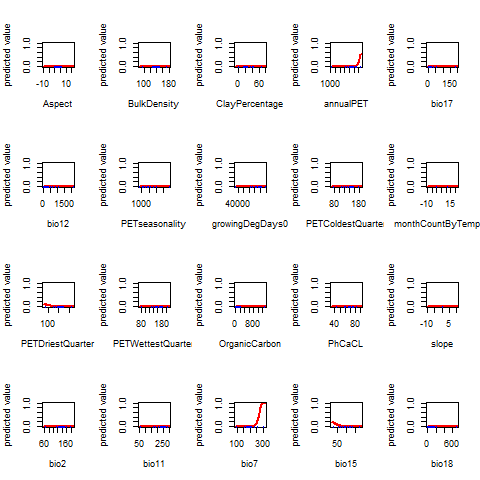 predicted value
0.0 1.0
-10 10
Aspect
predicted value
0.0 1.0
100 180
BulkDensity
predicted value
0.0 1.0
0 60
ClayPercentage
predicted value
0.0 1.0
1000
annualPET
predicted value
0.0 1.0
0 150
bio17
predicted value
0.0 1.0
0 1500
bio12
predicted value
0.0 1.0
1000
PETseasonality
predicted value
0.0 1.0
40000
growingDegDays0
predicted value
0.0 1.0
80 180
PETColdestQuarte
predicted value
0.0 1.0
-10 15
monthCountByTemp
predicted value
0.0 1.0
100
PETDriestQuarter
predicted value
0.0 1.0
80 180
PETWettestQuarte
predicted value
0.0 1.0
0 800
OrganicCarbon
predicted value
0.0 1.0
40 80
PhCaCL
predicted value
0.0 1.0
-10 5
slope
predicted value
0.0 1.0
60 160
bio2
predicted value
0.0 1.0
50 250
bio11
predicted value
0.0 1.0
100 300
bio7
predicted value
0.0 1.0
50
bio15
predicted value
0.0 1.0
0 600
bio18